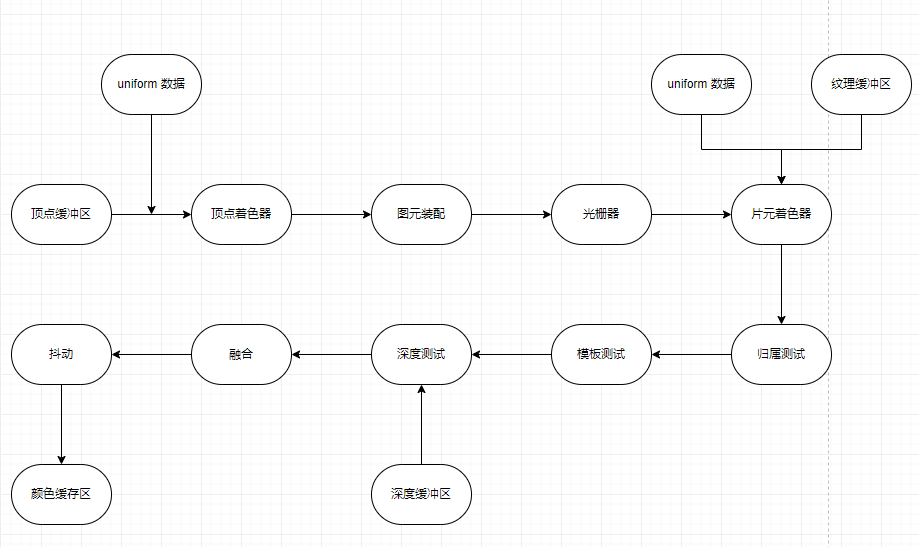 uniform 数据
uniform 数据
纹理缓冲区
顶点缓冲区
顶点着色器
图元装配
光栅器
片元着色器
抖动
融合
深度测试
模板测试
归属测试
颜色缓存区
深度缓冲区